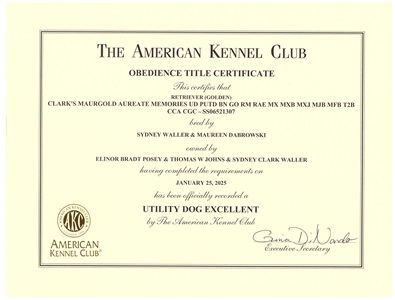 THE AMERICAN KENNEL CLUB
OBEDIENCE TITLE CERTIFICATE
This certifies that
RETRIEVER (GOLDEN)
CLARK'S MAURGOLD AUREATE MEMORIES UD PUTD BN GO RM RAE MX MXB MXJ MJB MFB T2B
CCA CGC - SS06521307
bred by
SYDNEY WALLER & MAUREEN DABROWSKI
owned by
ELINOR BRADT POSEY & THOMAS W JOHNS & SYDNEY CLARK WALLER
having completed the requirements on
JANUARY 25, 2025
has been officially recorded a
UTILITY DOG EXCELLENT
by The American Kennel Club
AKC
AMERICAN
KENNEL CLUB®
Gina DiNardo
Executive Secretary